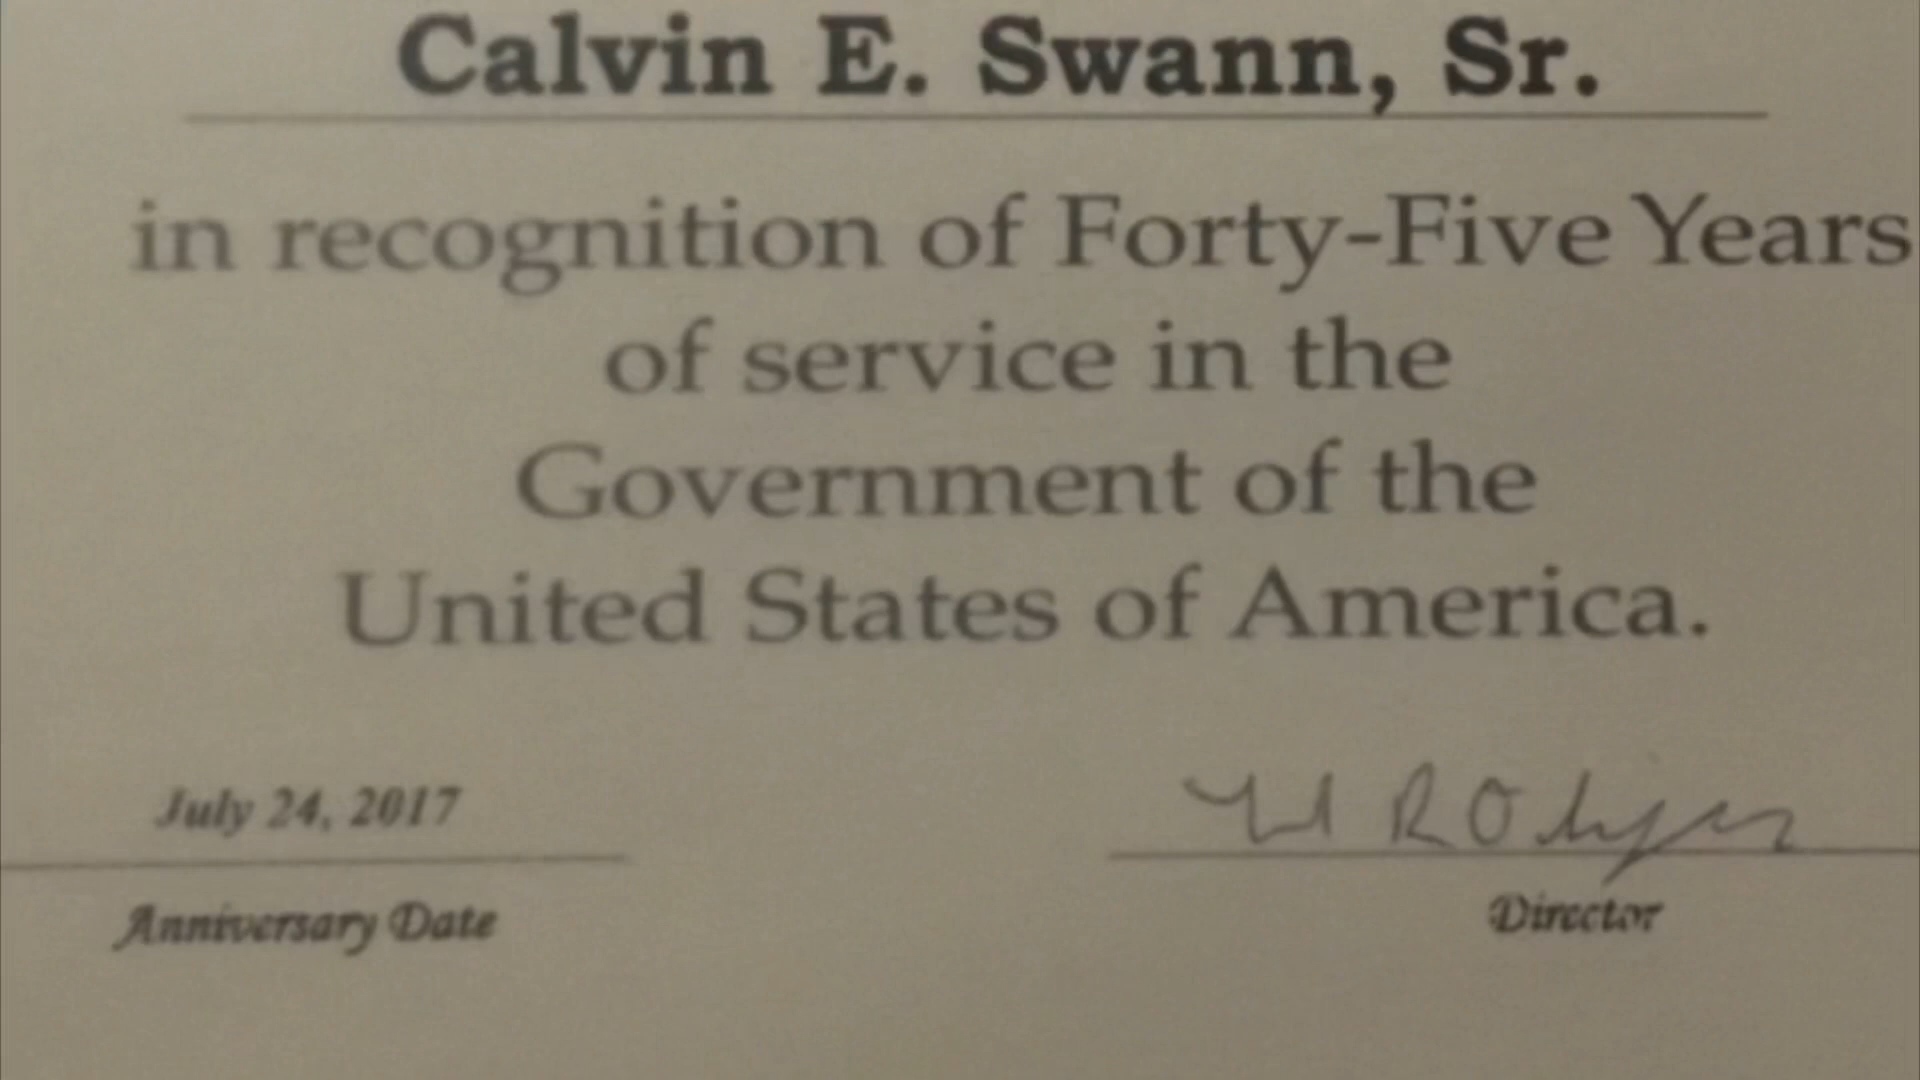 Calvin E. Swann, Sr.
in recognition of Forty-Five Years
of service in the
Government of the
United States of America.
July 24, 2017
Anniversary Date
Director